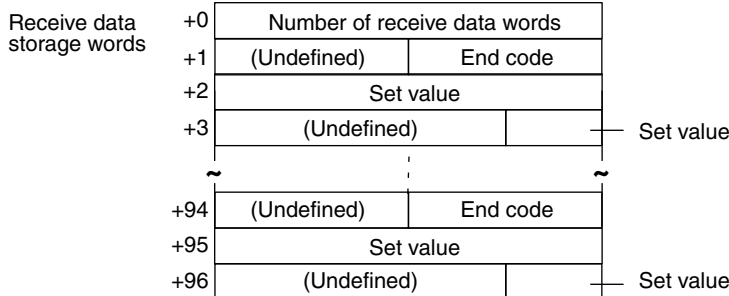 Receive data
storage words
+0 Number of receive data words
+1 (Undefined) End code
+2 Set value
+3 (Undefined) Set value
~ ~
+94 (Undefined) End code
+95 Set value
+96 (Undefined) Set value